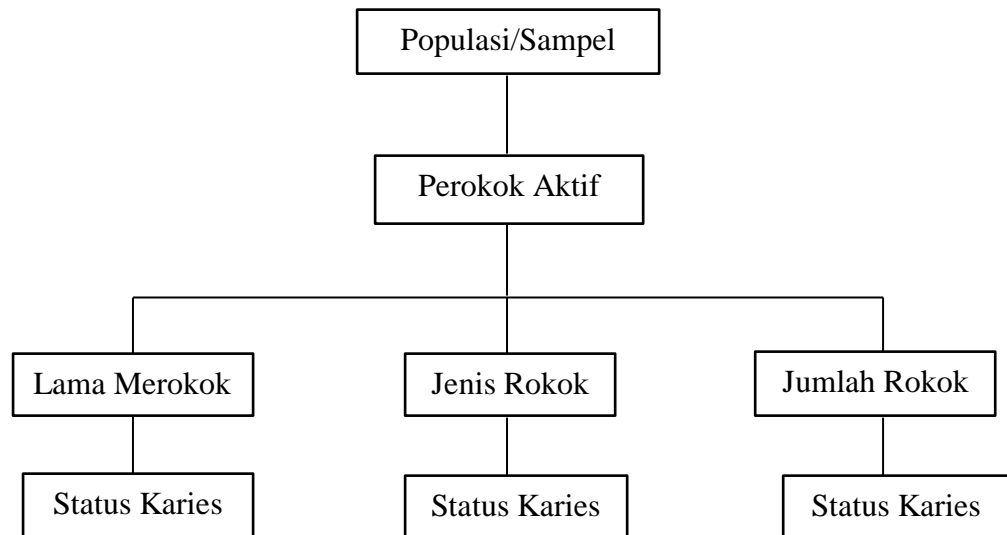 Populasi/Sampel
Perokok Aktif
Lama Merokok
Jenis Rokok
Jumlah Rokok
Status Karies
Status Karies
Status Karies